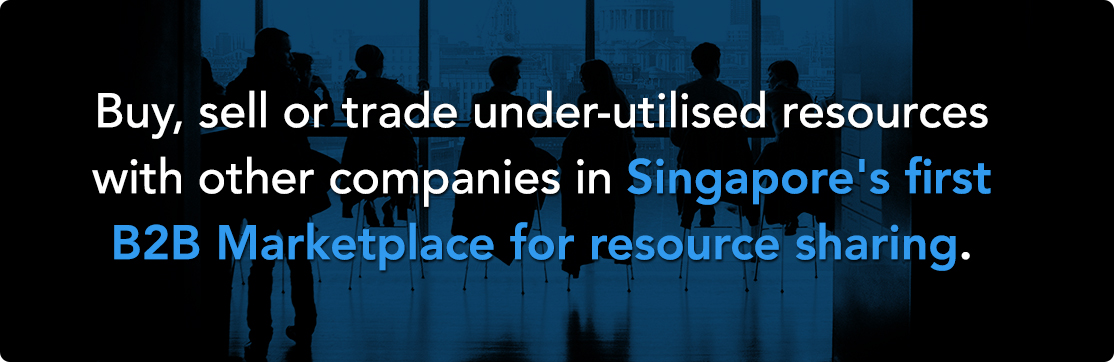 Buy, sell or trade under-utilised resources
with other companies in Singapore's first
B2B Marketplace for resource sharing.